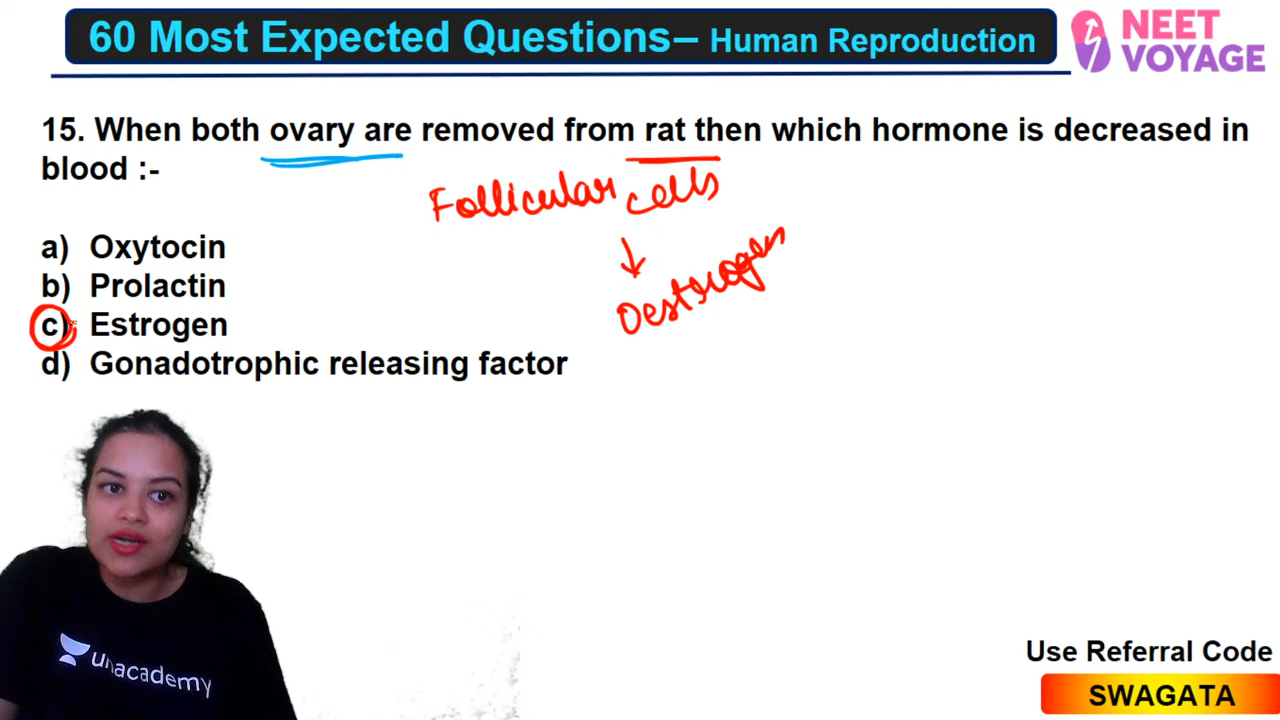 60 Most Expected Questions– Human Reproduction
NEET
VOYAGE
15. When both ovary are removed from rat then which hormone is decreased in
blood :-
Follicular cells
↓
Oestrogen
a) Oxytocin
b) Prolactin
c) Estrogen
d) Gonadotrophic releasing factor
unacademy
Use Referral Code
SWAGATA